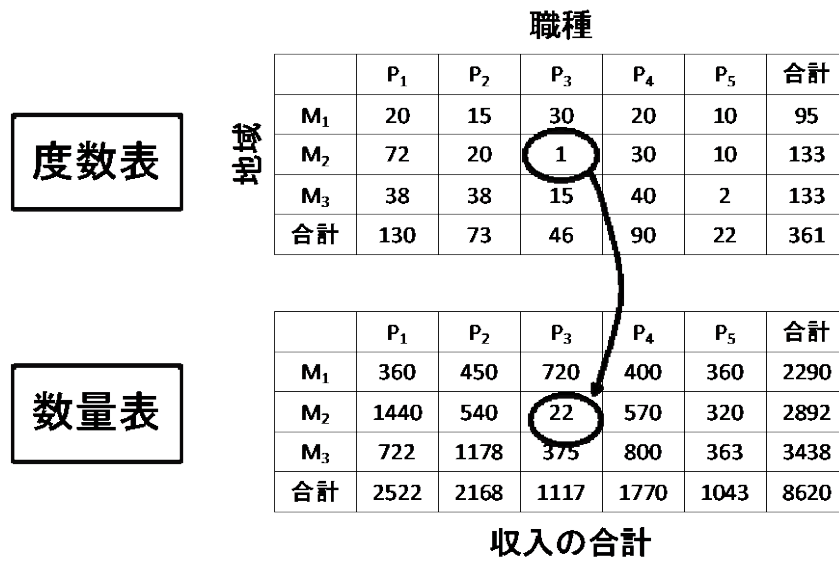 職種
P₁ P₂ P₃ P₄ P₅ 合計
度数表
地域
M₁ 20 15 30 20 10 95
M₂ 72 20 1 30 10 133
M₃ 38 38 15 40 2 133
合計 130 73 46 90 22 361
P₁ P₂ P₃ P₄ P₅ 合計
数量表
M₁ 360 450 720 400 360 2290
M₂ 1440 540 22 570 320 2892
M₃ 722 1178 375 800 363 3438
合計 2522 2168 1117 1770 1043 8620
収入の合計